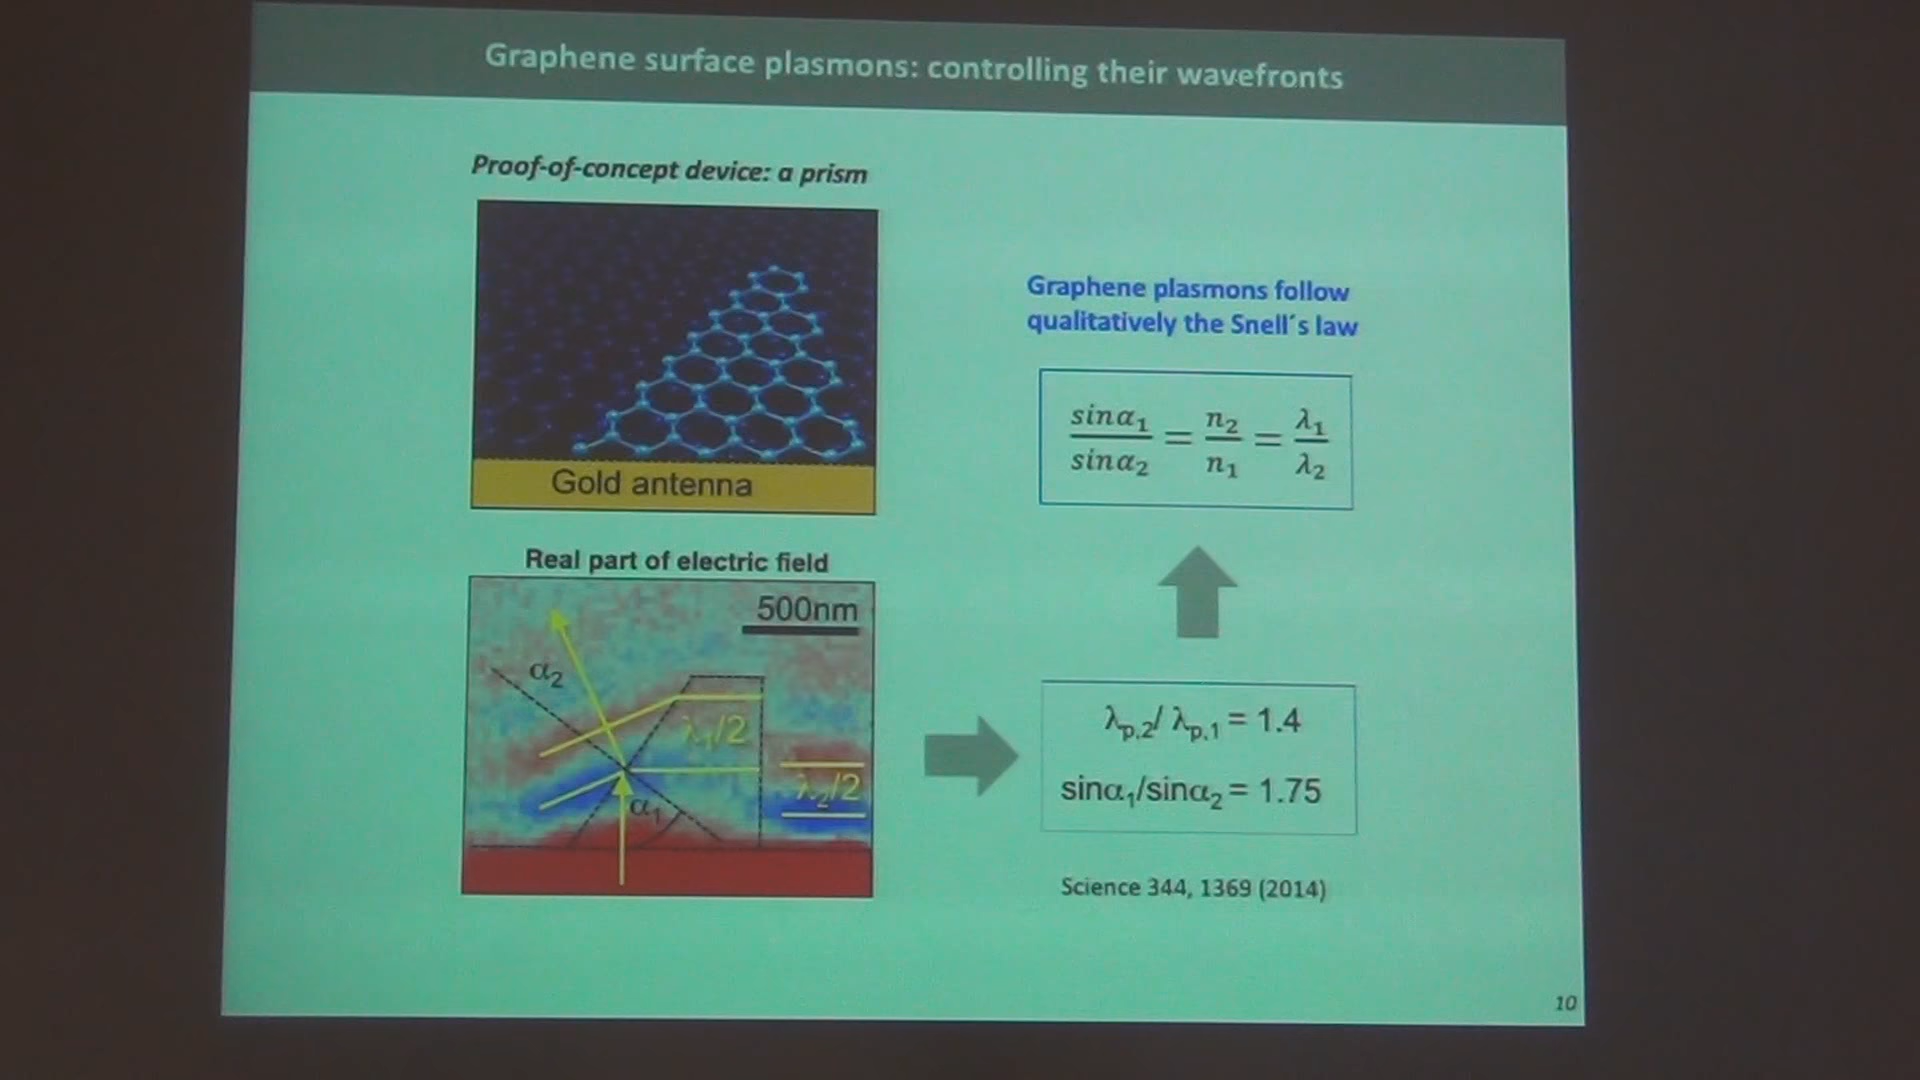 Graphene surface plasmons: controlling their wavefronts
Proof-of-concept device: a prism
Gold antenna
Real part of electric field
500nm
α₂
λ₁/2
λ₂/2
α₁
Graphene plasmons follow
qualitatively the Snell´s law
sinα₁/sinα₂ = n₂/n₁ = λ₁/λ₂
λp,2/ λp,1 = 1.4
sinα₁/sinα₂ = 1.75
Science 344, 1369 (2014)
10